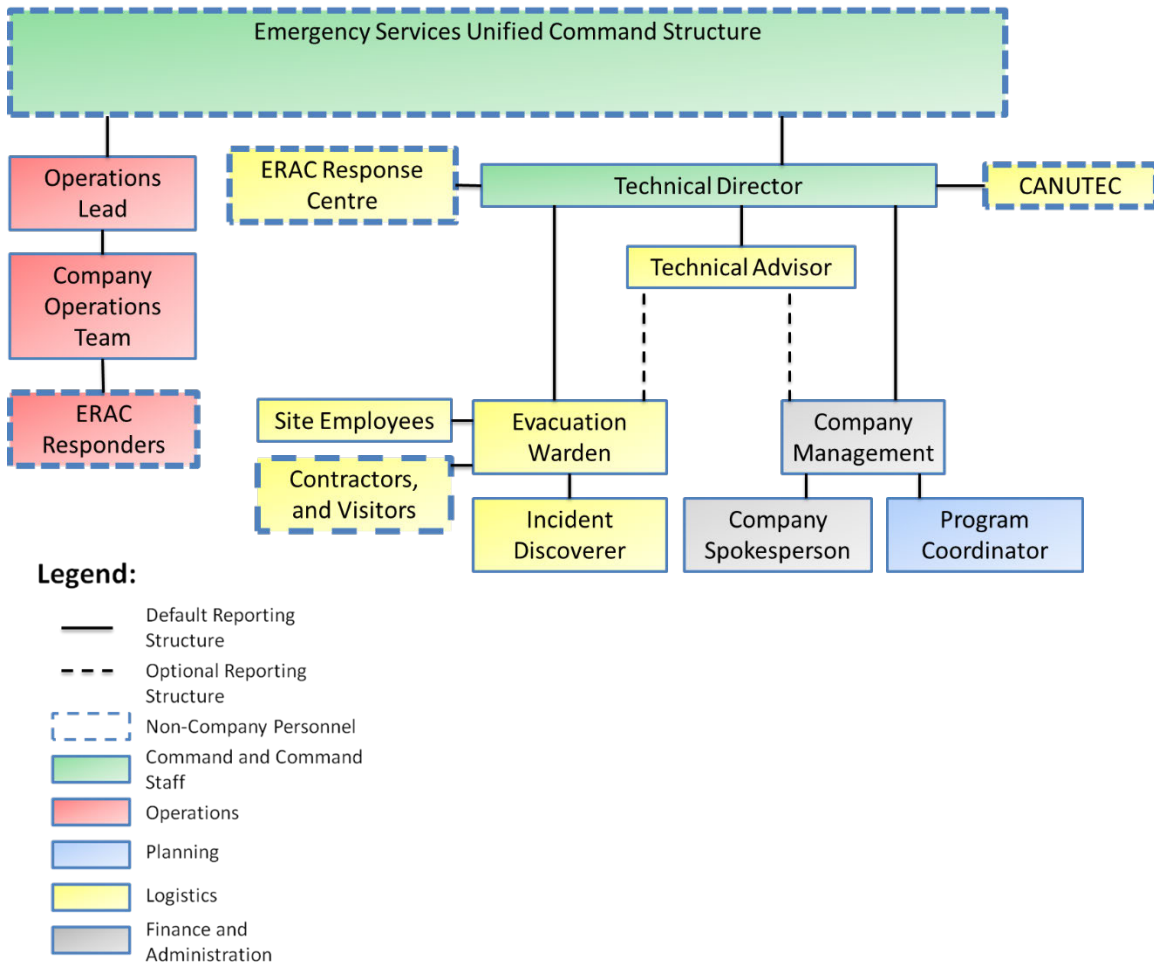 Emergency Services Unified Command Structure
Operations
Lead
ERAC Response
Centre
Technical Director
CANUTEC
Company
Operations
Team
Technical Advisor
ERAC
Responders
Site Employees
Evacuation
Warden
Company
Management
Contractors,
and Visitors
Incident
Discoverer
Company
Spokesperson
Program
Coordinator
Legend:
Default Reporting
Structure
Optional Reporting
Structure
Non-Company Personnel
Command and Command
Staff
Operations
Planning
Logistics
Finance and
Administration